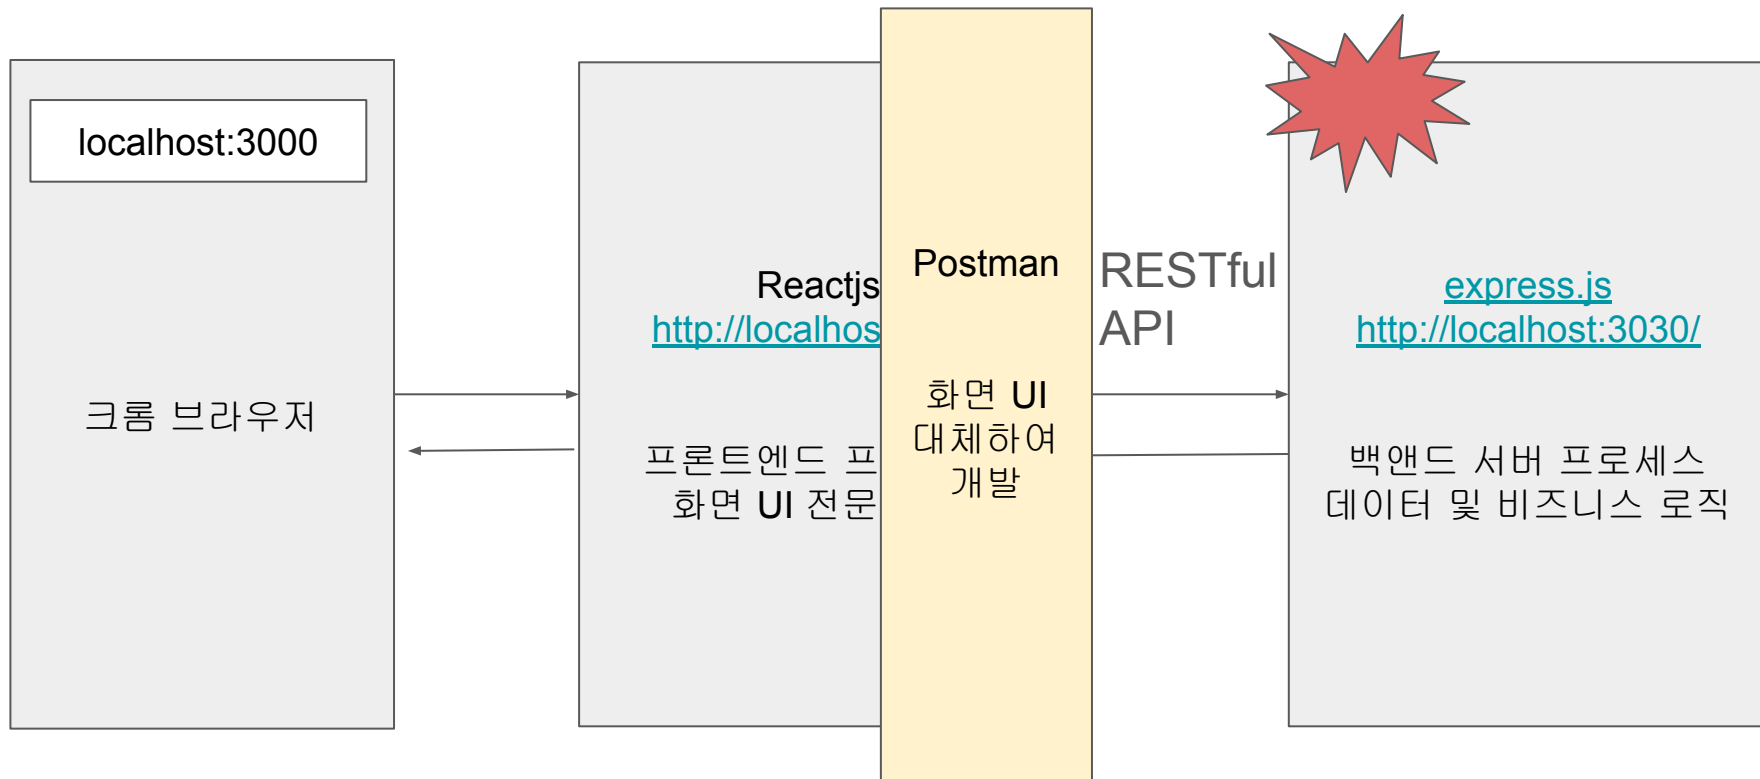 localhost:3000
크롬 브라우저
Reactjs
http://localhos
프론트엔드 프
화면 UI 전문
Postman
화면 UI
대체하여
개발
RESTful
API
express.js
http://localhost:3030/
백앤드 서버 프로세스
데이터 및 비즈니스 로직